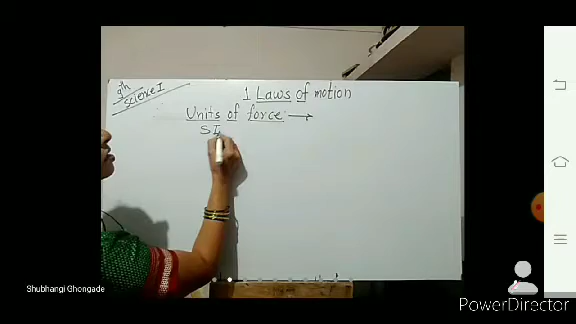 9th
Science I
1 Laws of motion
Units of force →
SI
Shubhangi Ghongade
PowerDirector